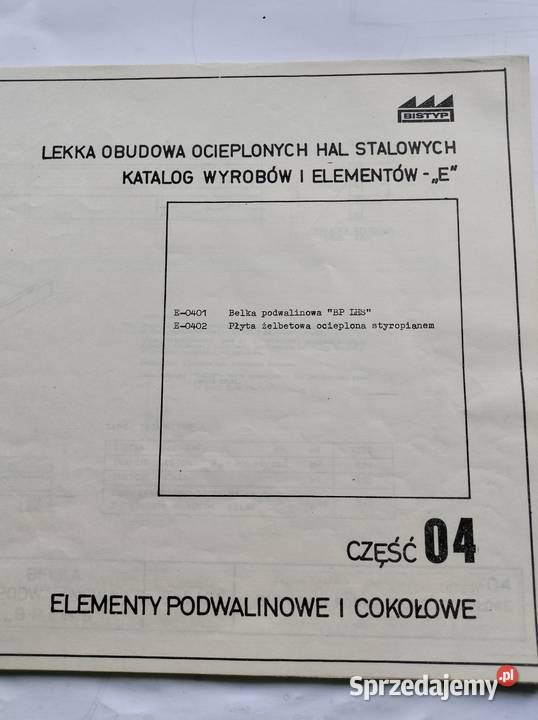 BISTYP
LEKKA OBUDOWA OCIEPLONYCH HAL STALOWYCH
KATALOG WYROBÓW I ELEMENTÓW - „E"
E-0401 Belka podwalinowa "BP LHS"
E-0402 Płyta żelbetowa ocieplona styropianem
CZĘŚĆ 04
ELEMENTY PODWALINOWE I COKOŁOWE
Sprzedajemy.pl